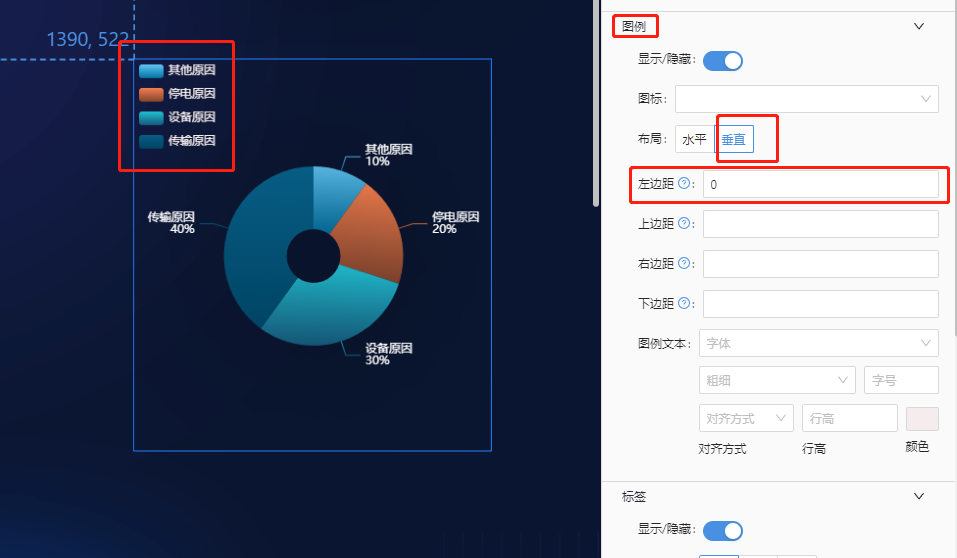 1390, 522
其他原因
停电原因
设备原因
传输原因
其他原因
10%
传输原因
40%
停电原因
20%
设备原因
30%
图例
显示/隐藏:
图标:
布局: 水平 垂直
左边距 ? : 0
上边距 ? :
右边距 ? :
下边距 ? :
图例文本: 字体
粗细 字号
对齐方式 行高
对齐方式 行高 颜色
标签
显示/隐藏: